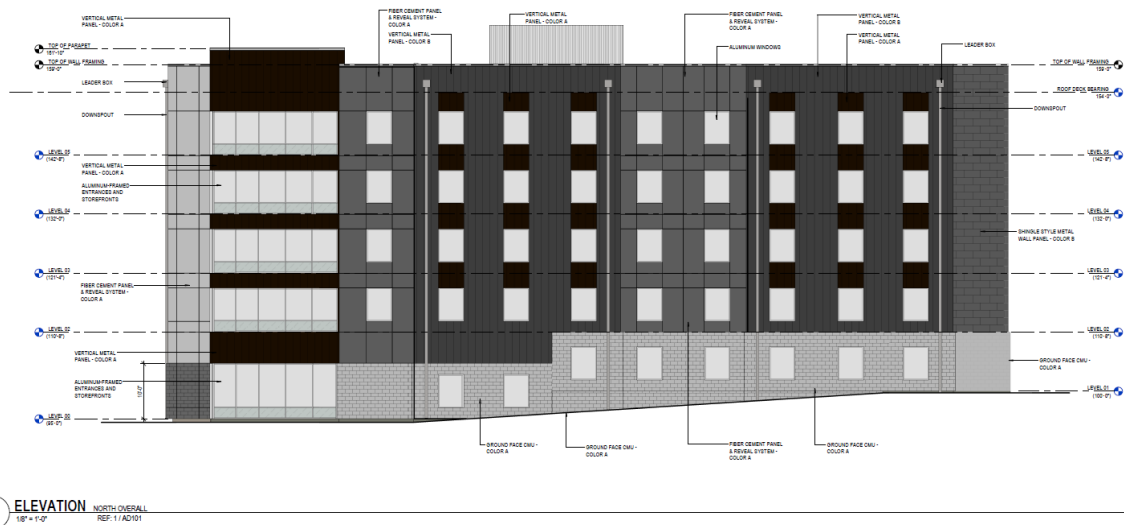 VERTICAL METAL
PANEL - COLOR A
FIBER CEMENT PANEL
& REVEAL SYSTEM -
COLOR A
VERTICAL METAL
PANEL - COLOR B
VERTICAL METAL
PANEL - COLOR A
FIBER CEMENT PANEL
& REVEAL SYSTEM -
COLOR A
ALUMINUM WINDOWS
VERTICAL METAL
PANEL - COLOR B
VERTICAL METAL
PANEL - COLOR A
LEADER BOX
TOP OF PARAPET
161'-10"
TOP OF WALL FRAMING
159'-0"
LEADER BOX
DOWNSPOUT
VERTICAL METAL
PANEL - COLOR A
ALUMINUM-FRAMED
ENTRANCES AND
STOREFRONTS
LEVEL 05
(142'-8")
LEVEL 04
(132'-0")
LEVEL 03
(121'-4")
FIBER CEMENT PANEL
& REVEAL SYSTEM -
COLOR A
LEVEL 02
(110'-8")
VERTICAL METAL
PANEL - COLOR A
ALUMINUM-FRAMED
ENTRANCES AND
STOREFRONTS
10'-0"
LEVEL 00
TOP OF WALL FRAMING
159'-0"
ROOF DECK BEARING
154'-0"
DOWNSPOUT
LEVEL 05
(142'-8")
LEVEL 04
(132'-0")
SHINGLE STYLE METAL
WALL PANEL - COLOR B
LEVEL 03
(121'-4")
LEVEL 02
(110'-8")
GROUND FACE CMU -
COLOR A
LEVEL 01
(100'-0")
GROUND FACE CMU -
COLOR A
GROUND FACE CMU -
COLOR A
FIBER CEMENT PANEL
& REVEAL SYSTEM -
COLOR A
GROUND FACE CMU -
COLOR A
ELEVATION NORTH OVERALL
1/8" = 1'-0" REF: 1 / AD101